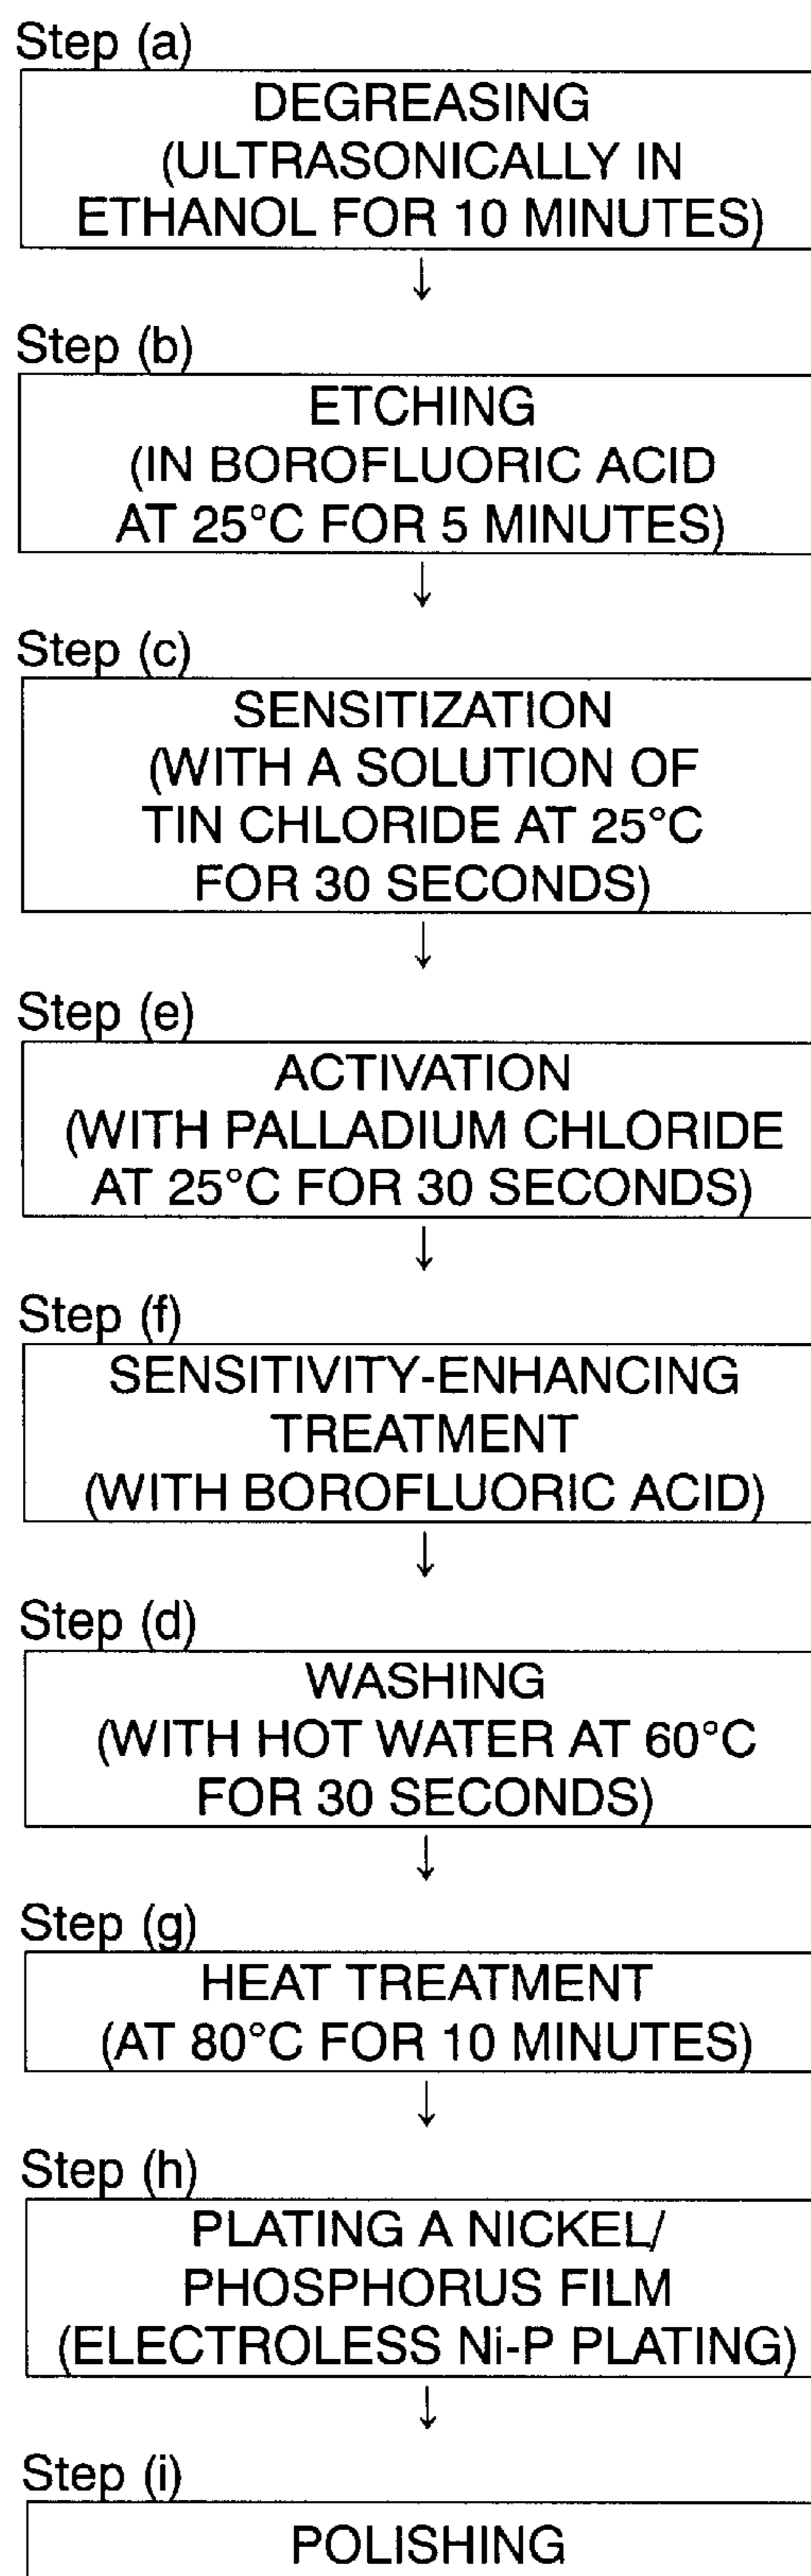 Step (a)
DEGREASING
(ULTRASONICALLY IN
ETHANOL FOR 10 MINUTES)
↓
Step (b)
ETCHING
(IN BOROFLUORIC ACID
AT 25°C FOR 5 MINUTES)
↓
Step (c)
SENSITIZATION
(WITH A SOLUTION OF
TIN CHLORIDE AT 25°C
FOR 30 SECONDS)
↓
Step (e)
ACTIVATION
(WITH PALLADIUM CHLORIDE
AT 25°C FOR 30 SECONDS)
↓
Step (f)
SENSITIVITY-ENHANCING
TREATMENT
(WITH BOROFLUORIC ACID)
↓
Step (d)
WASHING
(WITH HOT WATER AT 60°C
FOR 30 SECONDS)
↓
Step (g)
HEAT TREATMENT
(AT 80°C FOR 10 MINUTES)
↓
Step (h)
PLATING A NICKEL/
PHOSPHORUS FILM
(ELECTROLESS Ni-P PLATING)
↓
Step (i)
POLISHING